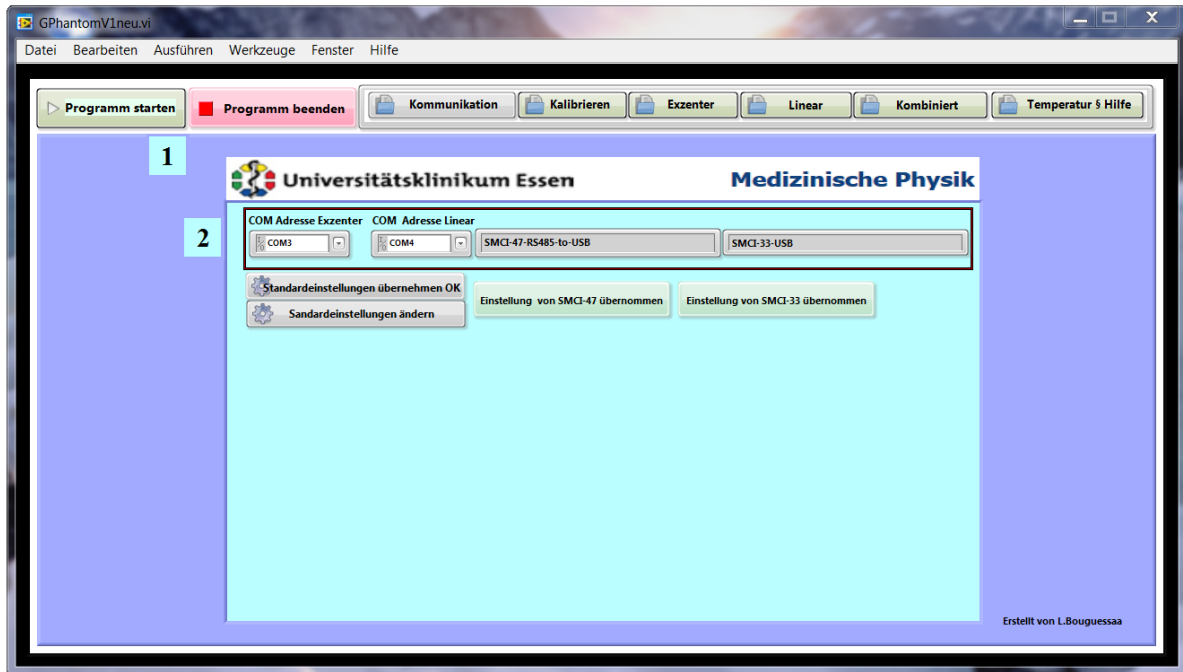 GPhantomV1neu.vi
Datei Bearbeiten Ausführen Werkzeuge Fenster Hilfe
Programm starten Programm beenden Kommunikation Kalibrieren Exzenter Linear Kombiniert Temperatur § Hilfe
1
Universitätsklinikum Essen Medizinische Physik
2
COM Adresse Exzenter COM Adresse Linear
COM3 COM4 SMCI-47-RS485-to-USB SMCI-33-USB
Standardeinstellungen übernehmen OK
Einstellung von SMCI-47 übernommen Einstellung von SMCI-33 übernommen
Sandardeinstellungen ändern
Erstellt von L.Bouguessaa